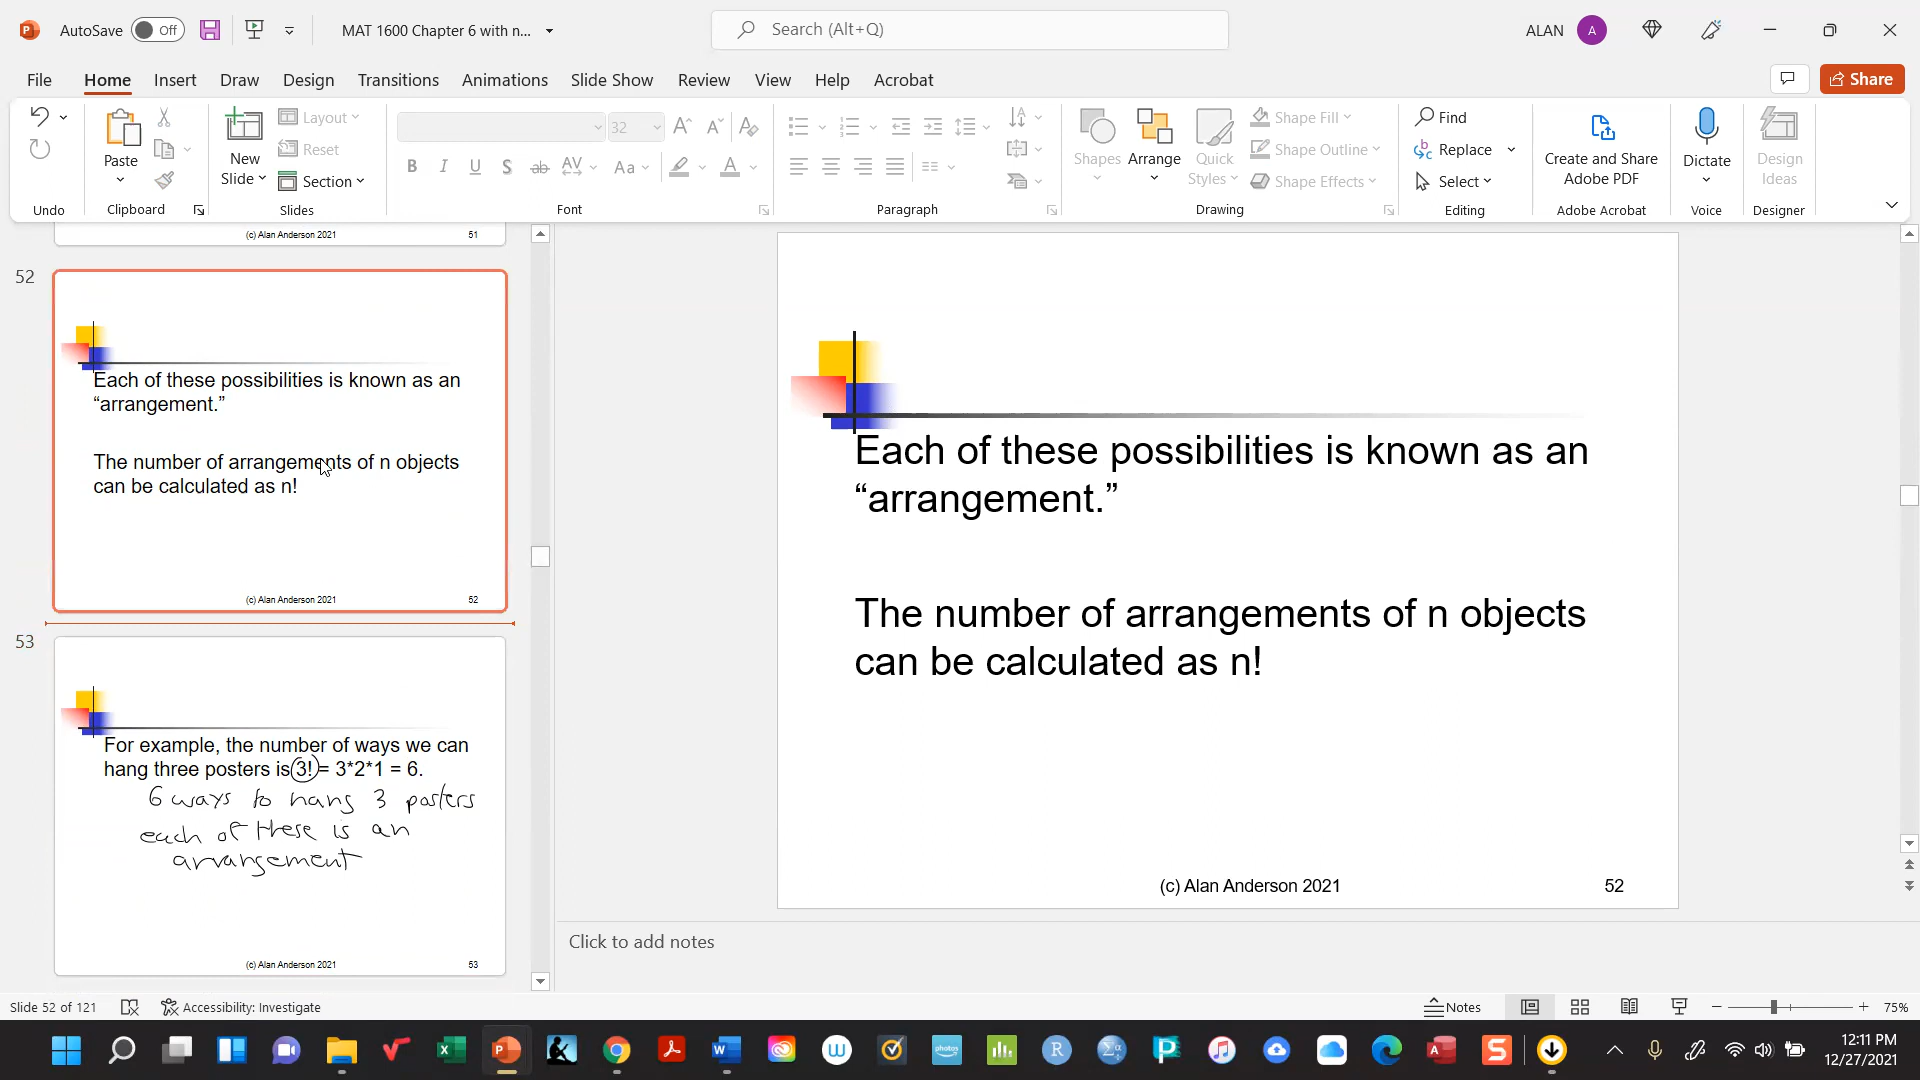 AutoSave Off MAT 1600 Chapter 6 with n... Search (Alt+Q) ALAN A
File Home Insert Draw Design Transitions Animations Slide Show Review View Help Acrobat Share
Paste New Slide Layout Reset Section 32 Aa Shapes Arrange Quick Styles Shape Fill Shape Outline Shape Effects Find Replace Select Create and Share Adobe PDF Dictate Design Ideas
Undo Clipboard Slides Font Paragraph Drawing Editing Adobe Acrobat Voice Designer
(c) Alan Anderson 2021 51
52
Each of these possibilities is known as an
“arrangement.”
The number of arrangements of n objects
can be calculated as n!
(c) Alan Anderson 2021 52
53
For example, the number of ways we can
hang three posters is 3! = 3*2*1 = 6.
6 ways to hang 3 posters
each of these is an
arrangement
(c) Alan Anderson 2021 53
Each of these possibilities is known as an
“arrangement.”
The number of arrangements of n objects
can be calculated as n!
(c) Alan Anderson 2021 52
Click to add notes
Slide 52 of 121 Accessibility: Investigate Notes 75%
12:11 PM
12/27/2021